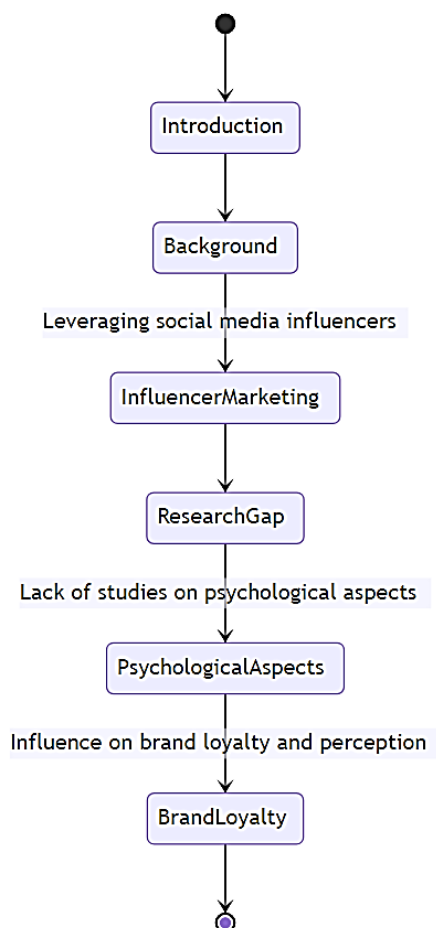 Introduction
Background
Leveraging social media influencers
InfluencerMarketing
ResearchGap
Lack of studies on psychological aspects
PsychologicalAspects
Influence on brand loyalty and perception
BrandLoyalty